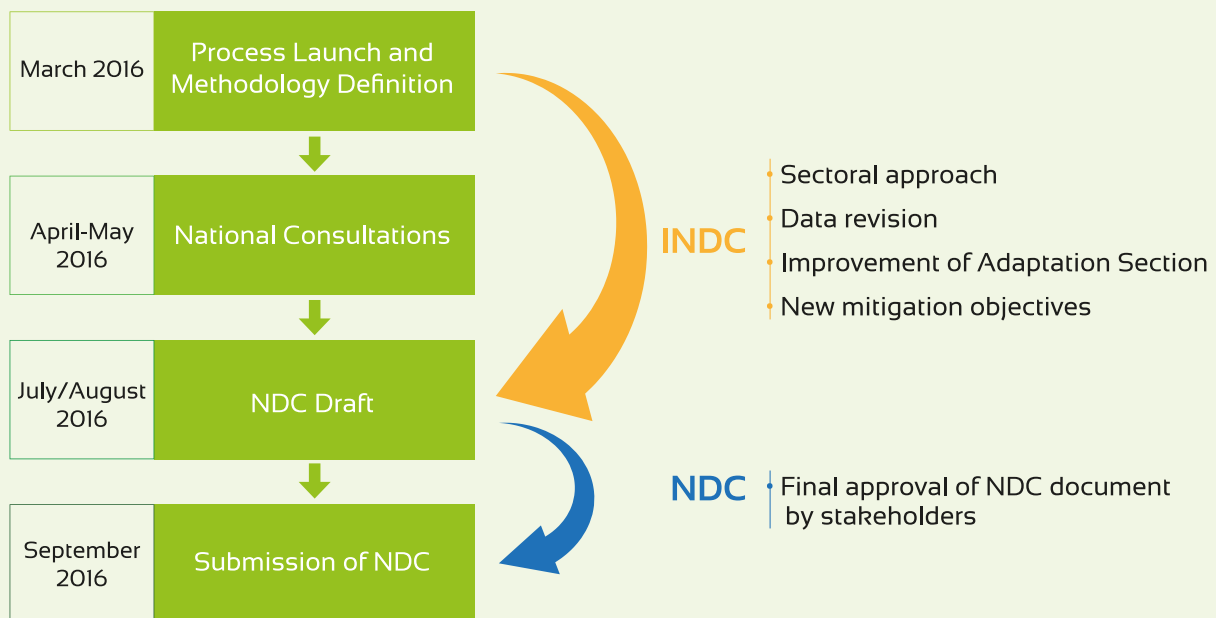 March 2016
Process Launch and
Methodology Definition
April-May
2016
National Consultations
July/August
2016
NDC Draft
September
2016
Submission of NDC
INDC
Sectoral approach
Data revision
Improvement of Adaptation Section
New mitigation objectives
NDC
Final approval of NDC document
by stakeholders